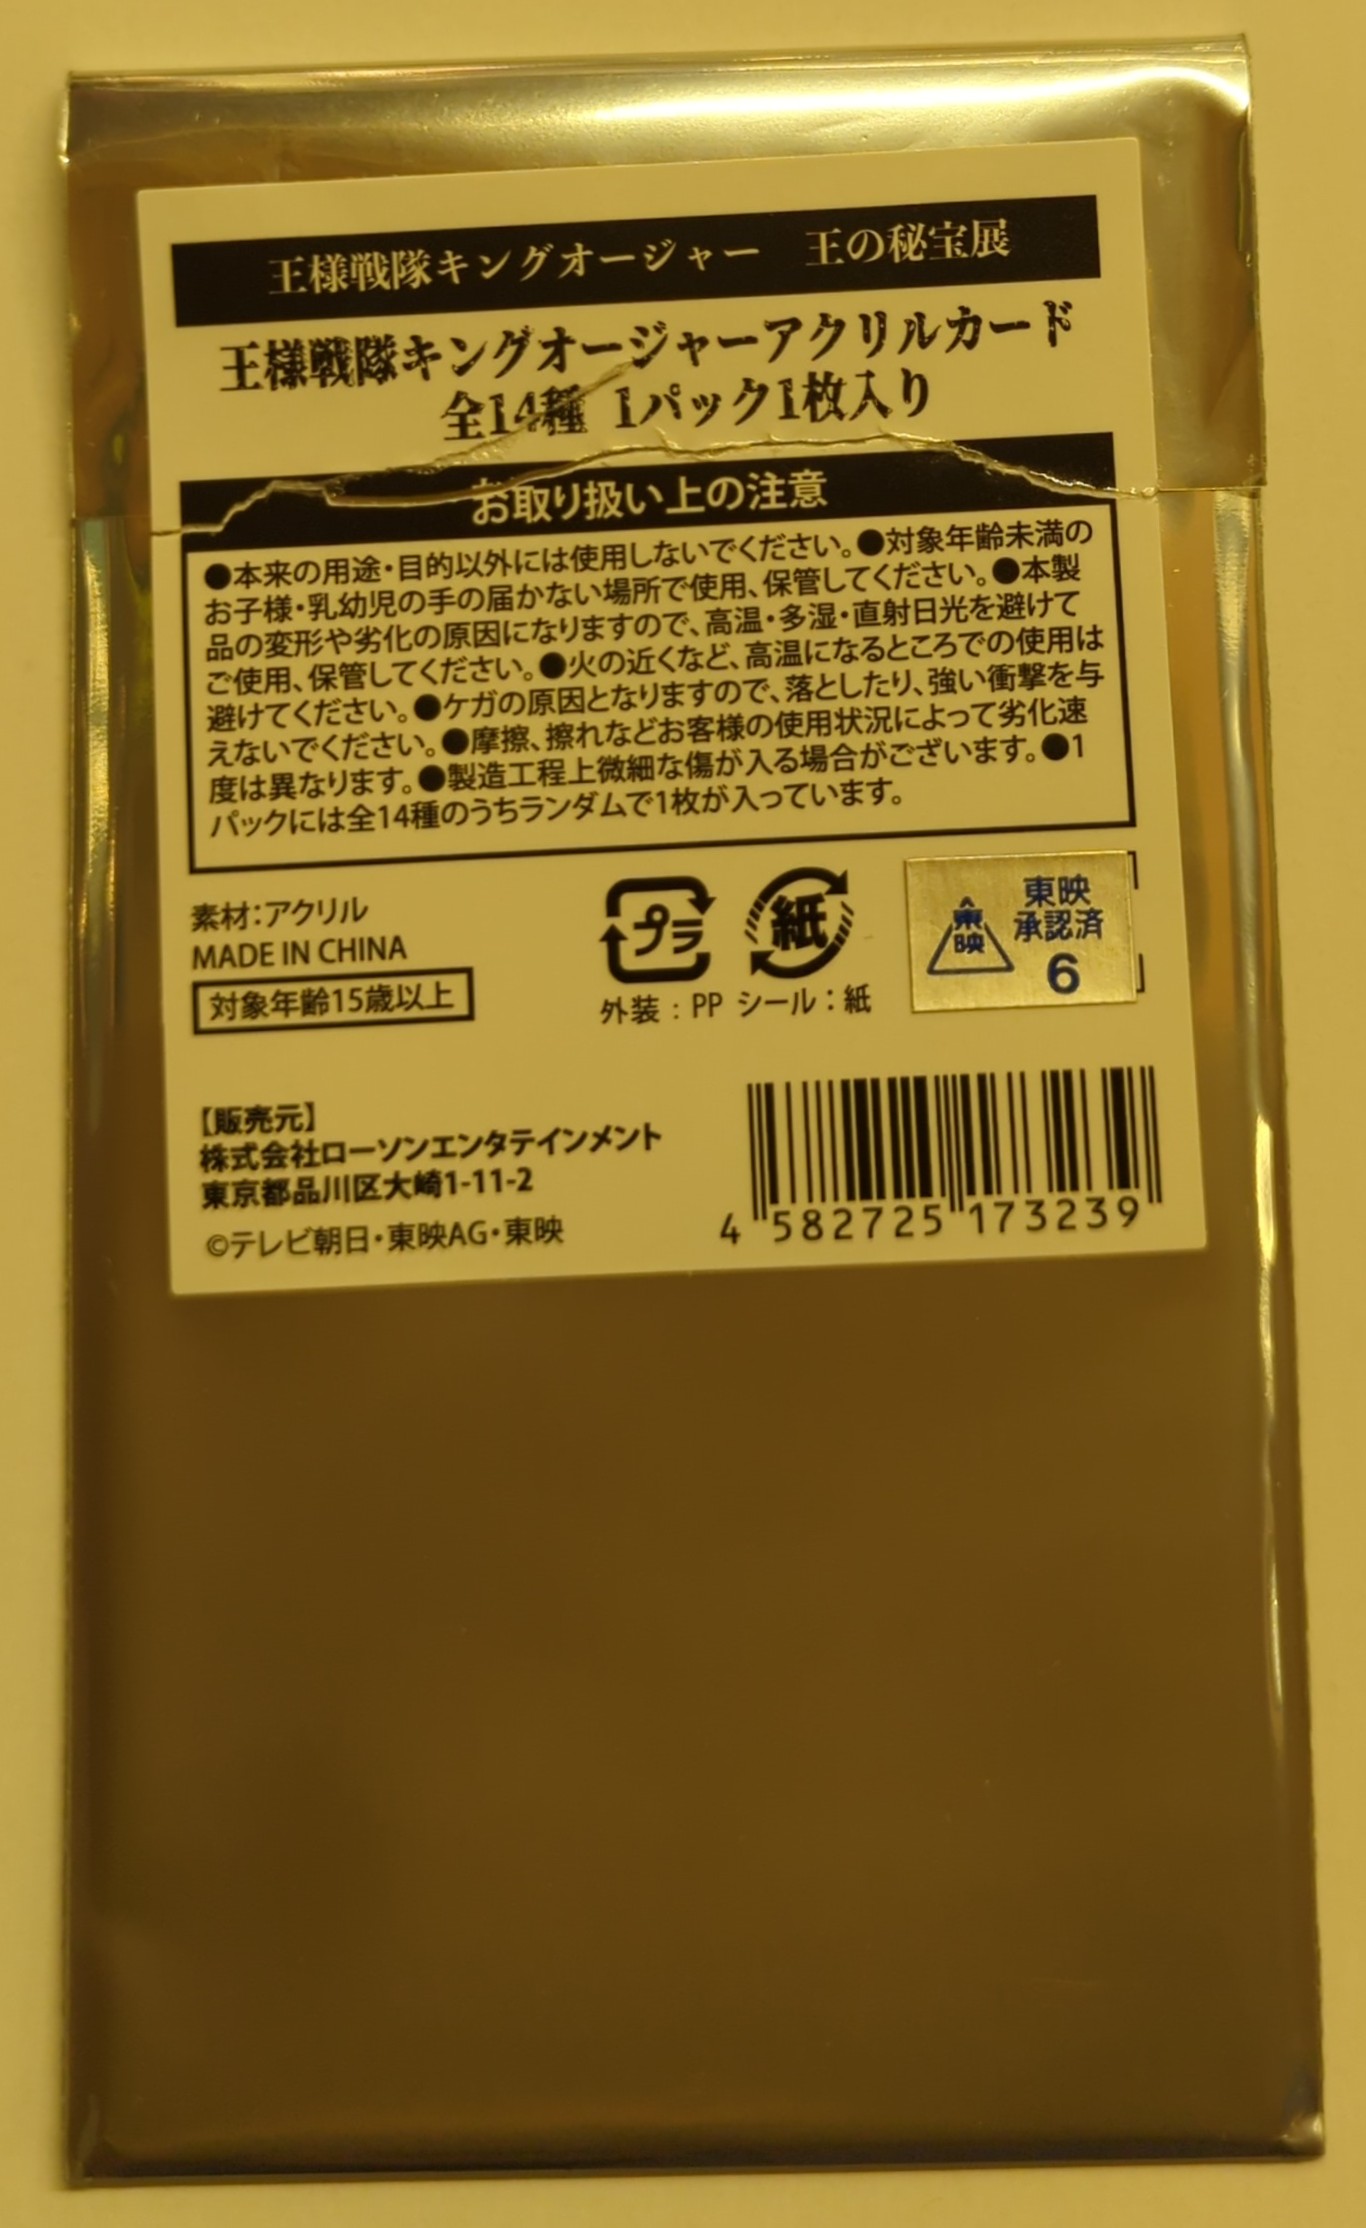 王様戦隊キングオージャー　王の秘宝展
王様戦隊キングオージャーアクリルカード
全14種 1パック1枚入り
お取り扱い上の注意
●本来の用途・目的以外には使用しないでください。●対象年齢未満の
お子様・乳幼児の手の届かない場所で使用、保管してください。●本製
品の変形や劣化の原因になりますので、高温・多湿・直射日光を避けて
ご使用、保管してください。●火の近くなど、高温になるところでの使用は
避けてください。●ケガの原因となりますので、落としたり、強い衝撃を与
えないでください。●摩擦、擦れなどお客様の使用状況によって劣化速
度は異なります。●製造工程上微細な傷が入る場合がございます。●1
パックには全14種のうちランダムで1枚が入っています。
素材:アクリル
MADE IN CHINA
対象年齢15歳以上
プラ
外装 : PP
紙
シール : 紙
東映
東映
承認済
6
【販売元】
株式会社ローソンエンタテインメント
東京都品川区大崎1-11-2
©テレビ朝日・東映AG・東映
4 582725 173239